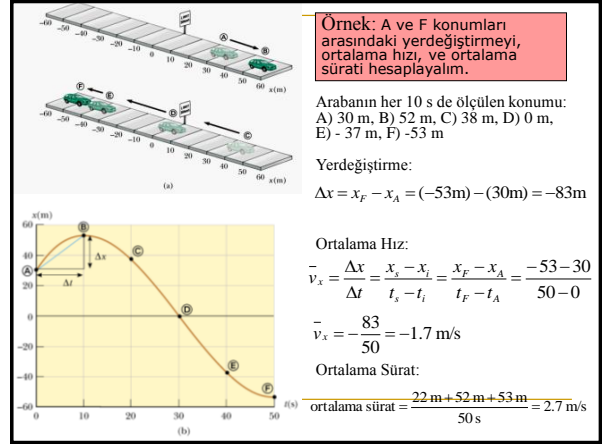 LIMIT
30 km/h
–60 –50 –40 –30 –20 –10 0 10 20 30 40 50 60 x(m)
Ⓐ Ⓑ
Ⓕ Ⓔ Ⓓ Ⓒ
–60 –50 –40 –30 –20 –10 0 10 20 30 40 50 60 x(m)
(a)
x(m)
60
40
20
0
–20
–40
–60
Ⓐ Ⓑ Ⓒ Ⓓ Ⓔ Ⓕ
Δx
Δt
0 10 20 30 40 50 t(s)
(b)
Örnek: A ve F konumları
arasındaki yerdeğiştirmeyi,
ortalama hızı, ve ortalama
sürati hesaplayalım.
Arabanın her 10 s de ölçülen konumu:
A) 30 m, B) 52 m, C) 38 m, D) 0 m,
E) - 37 m, F) -53 m
Yerdeğiştirme:
Δx = x_F − x_A = (−53m) − (30m) = −83m
Ortalama Hız:
v̄_x = Δx/Δt = (x_s − x_i)/(t_s − t_i) = (x_F − x_A)/(t_F − t_A) = (−53−30)/(50−0)
v̄_x = −83/50 = −1.7 m/s
Ortalama Sürat:
ortalama sürat = (22 m + 52 m + 53 m)/(50 s) = 2.7 m/s